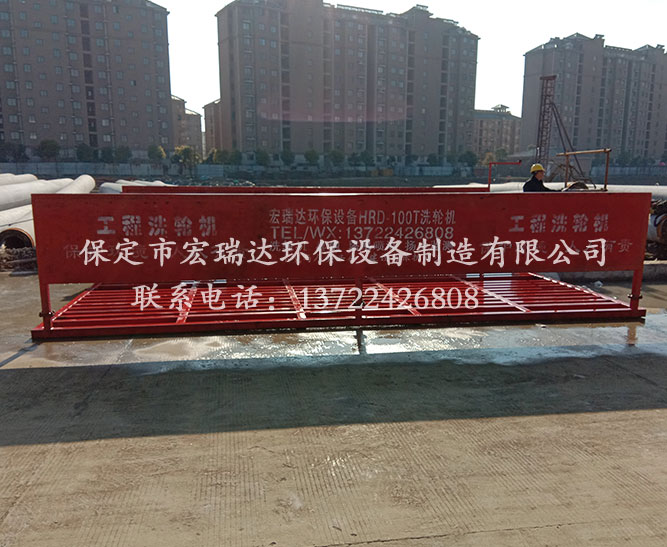 工程洗轮机
宏瑞达环保设备HRD-100T洗轮机
TEL/WX:13722426808
工程洗轮机
保定市宏瑞达环保设备制造有限公司
联系电话：13722426808